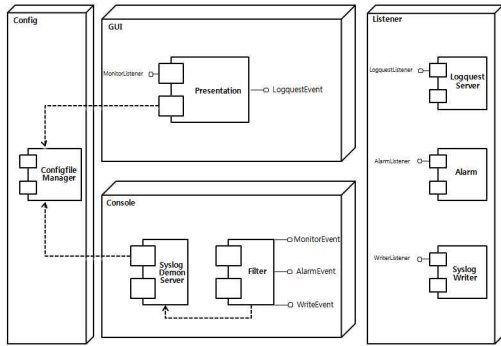 Config
GUI
Listener
MonitorListener
Presentation
LogquestEvent
LogquestListener
Logquest
Server
Configfile
Manager
AlarmListener
Alarm
Console
MonitorEvent
Syslog
Demon
Server
Filter
AlarmEvent
WriteEvent
WriterListener
Syslog
Writer